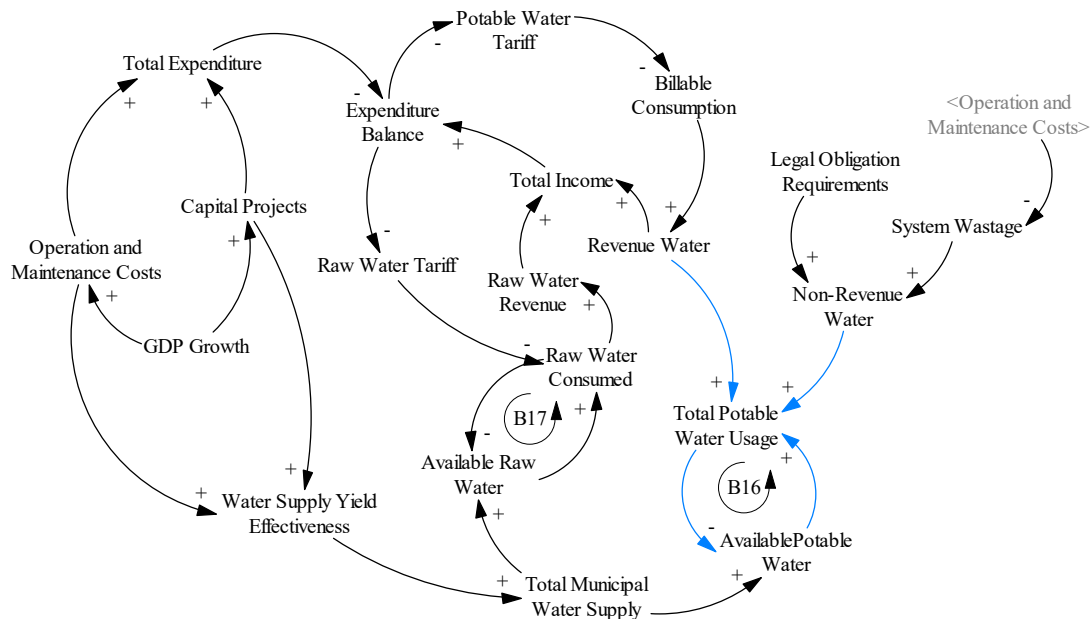 Potable Water
Tariff
-
Total Expenditure
+
+
-
Expenditure
Balance
+
-
Billable
Consumption
<Operation and
Maintenance Costs>
Legal Obligation
Requirements
Total Income
+
+
+
Capital Projects
+
-
System Wastage
Operation and
Maintenance Costs
+
-
Raw Water Tariff
Revenue Water
+
+
Raw Water
Revenue
+
Non-Revenue
Water
GDP Growth
-
Raw Water
Consumed
+
+
+
B17
Total Potable
Water Usage
-
+
Available Raw
Water
+
+
+
Water Supply Yield
Effectiveness
B16
-
AvailablePotable
Water
+
+
Total Municipal
Water Supply